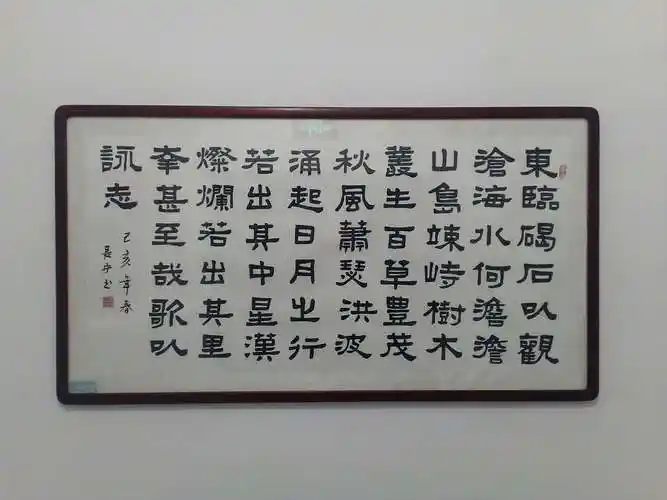 東臨碣石以觀
滄海水何澹澹
山島竦峙樹木
叢生百草豊茂
秋風蕭瑟洪波
涌起日月之行
若出其中星漢
燦爛若出其里
幸甚至哉歌以
詠志
己亥年春